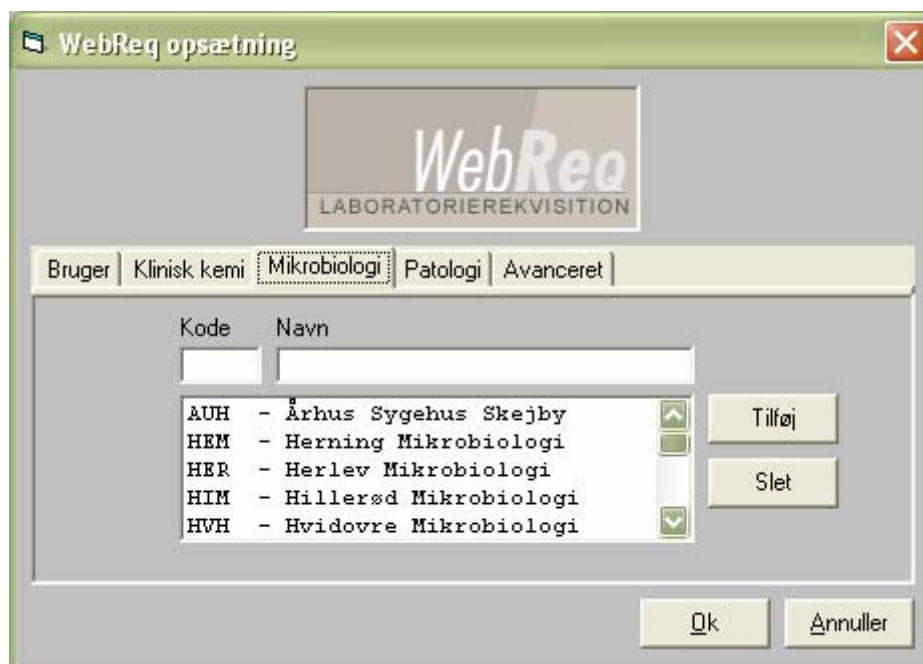 WebReq opsætning
WebReq
LABORATORIEREKVISITION
Bruger Klinisk kemi Mikrobiologi Patologi Avanceret
Kode Navn
AUH - Århus Sygehus Skejby
HEM - Herning Mikrobiologi
HER - Herlev Mikrobiologi
HIM - Hillerød Mikrobiologi
HVH - Hvidovre Mikrobiologi
Tilføj
Slet
Ok Annuller